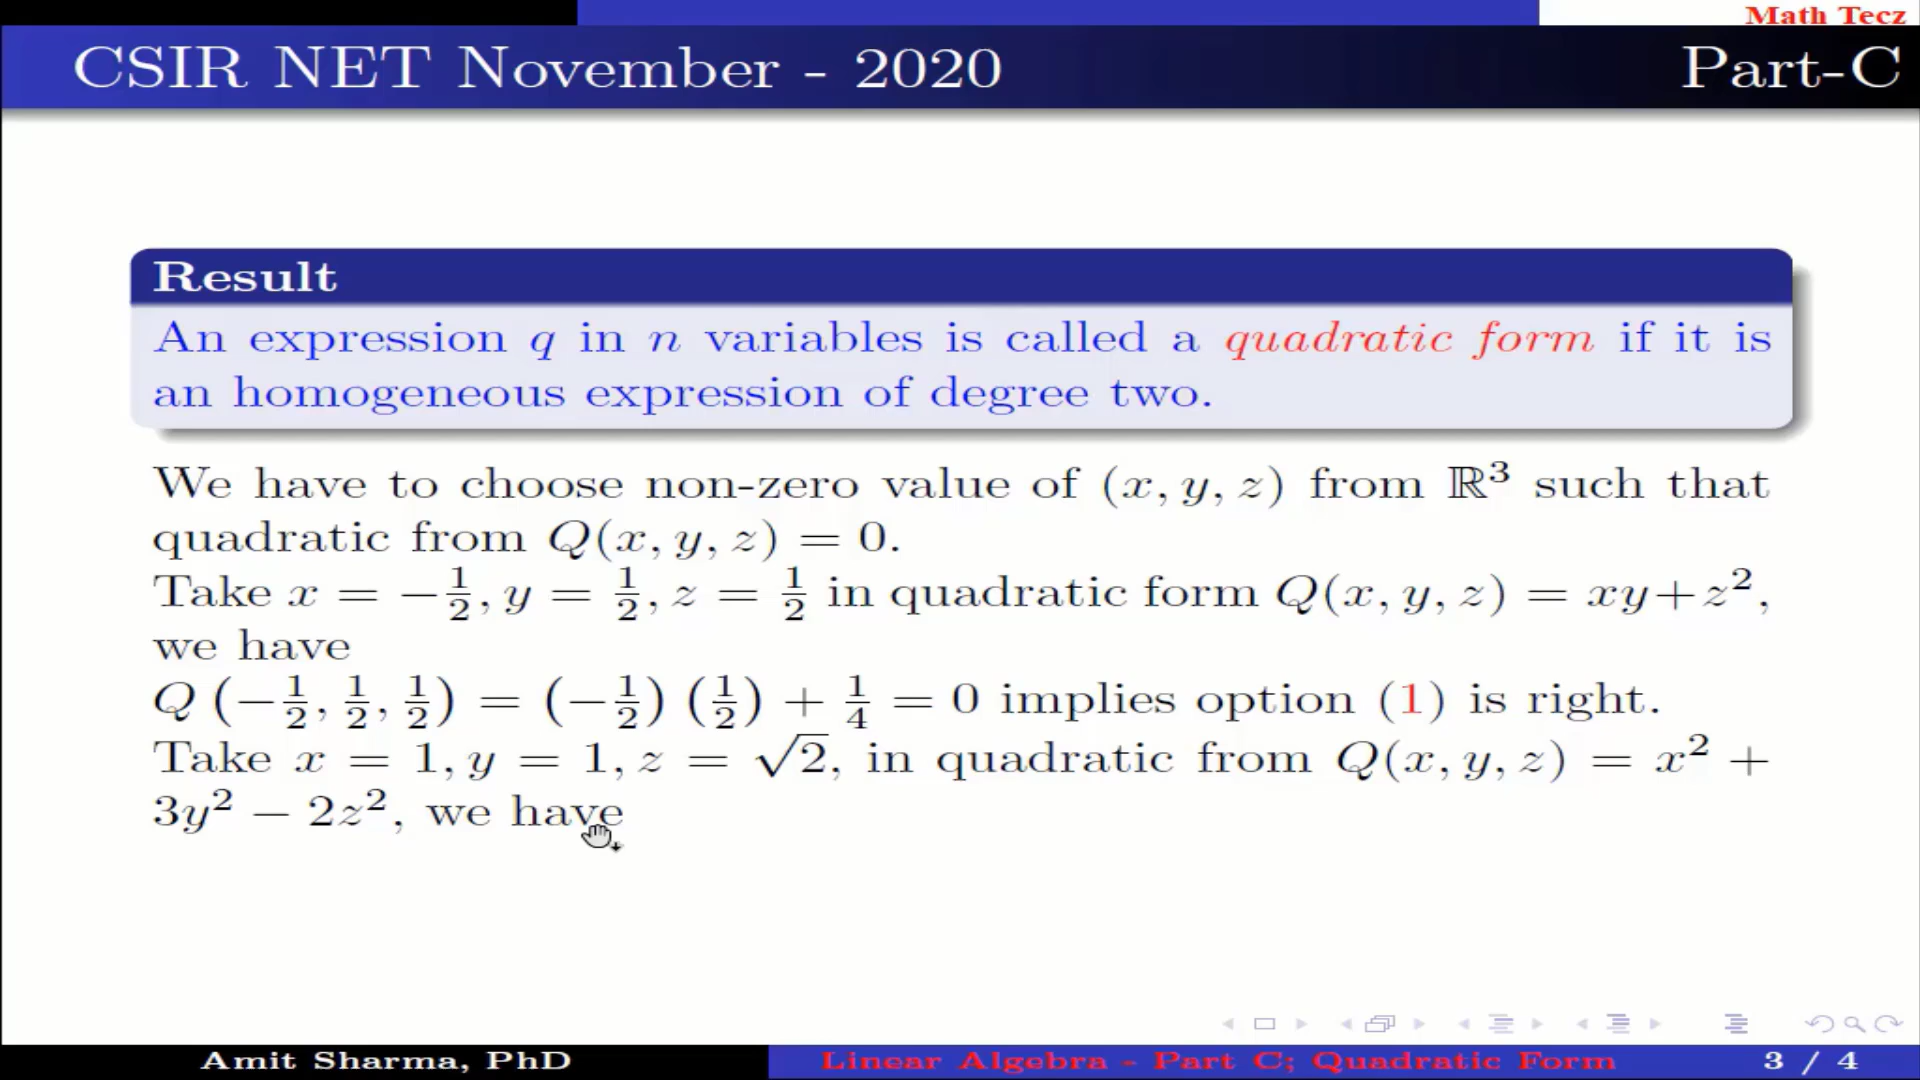 Math Tecz
CSIR NET November - 2020 Part-C
Result
An expression q in n variables is called a quadratic form if it is
an homogeneous expression of degree two.
We have to choose non-zero value of (x, y, z) from ℝ³ such that
quadratic from Q(x, y, z) = 0.
Take x = −1/2, y = 1/2, z = 1/2 in quadratic form Q(x, y, z) = xy+z²,
we have
Q (−1/2, 1/2, 1/2) = (−1/2) (1/2) + 1/4 = 0 implies option (1) is right.
Take x = 1, y = 1, z = √2, in quadratic from Q(x, y, z) = x² +
3y² − 2z², we have
Amit Sharma, PhD Linear Algebra - Part C; Quadratic Form 3 / 4